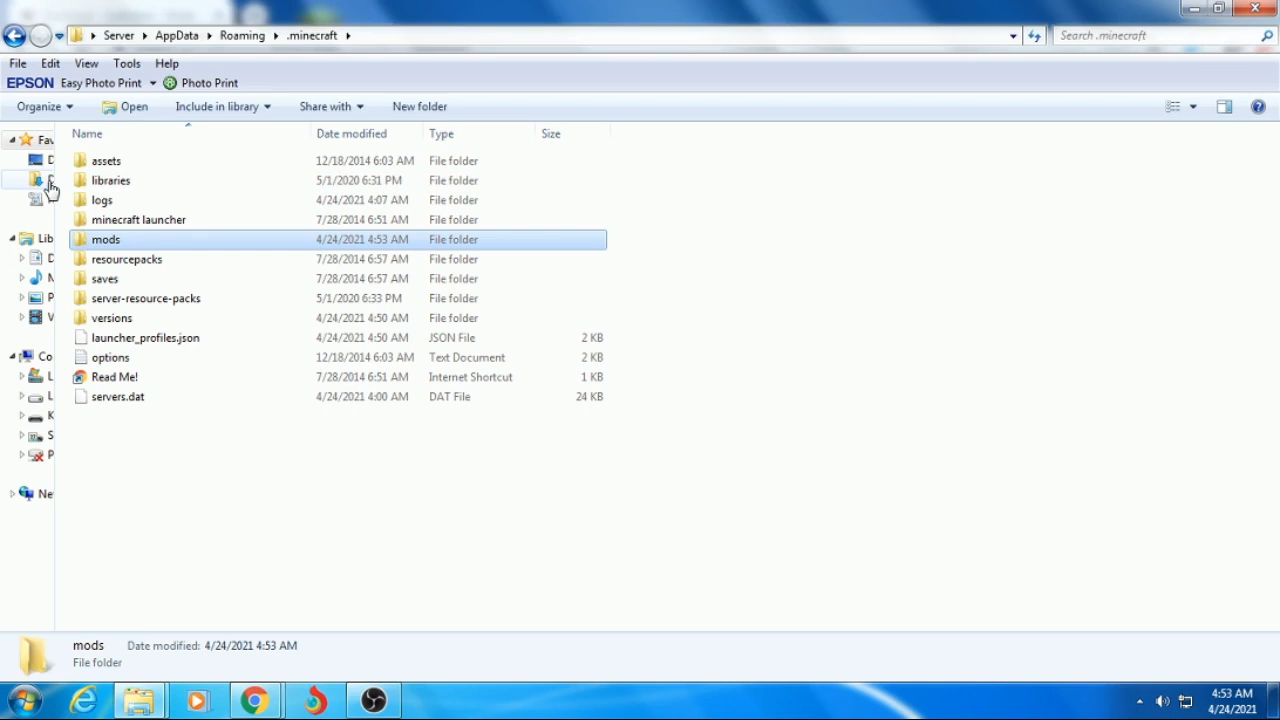 Server AppData Roaming .minecraft Search .minecraft
File Edit View Tools Help
EPSON Easy Photo Print Photo Print
Organize Open Include in library Share with New folder
Name Date modified Type Size
Fav
D
assets 12/18/2014 6:03 AM File folder
libraries 5/1/2020 6:31 PM File folder
logs 4/24/2021 4:07 AM File folder
minecraft launcher 7/28/2014 6:51 AM File folder
Lib
mods 4/24/2021 4:53 AM File folder
D
resourcepacks 7/28/2014 6:57 AM File folder
saves 7/28/2014 6:57 AM File folder
P
server-resource-packs 5/1/2020 6:33 PM File folder
V
versions 4/24/2021 4:50 AM File folder
launcher_profiles.json 4/24/2021 4:50 AM JSON File 2 KB
Co
options 12/18/2014 6:03 AM Text Document 2 KB
L
Read Me! 7/28/2014 6:51 AM Internet Shortcut 1 KB
L
servers.dat 4/24/2021 4:00 AM DAT File 24 KB
K
S
P
Ne
mods Date modified: 4/24/2021 4:53 AM
File folder
4:53 AM
4/24/2021